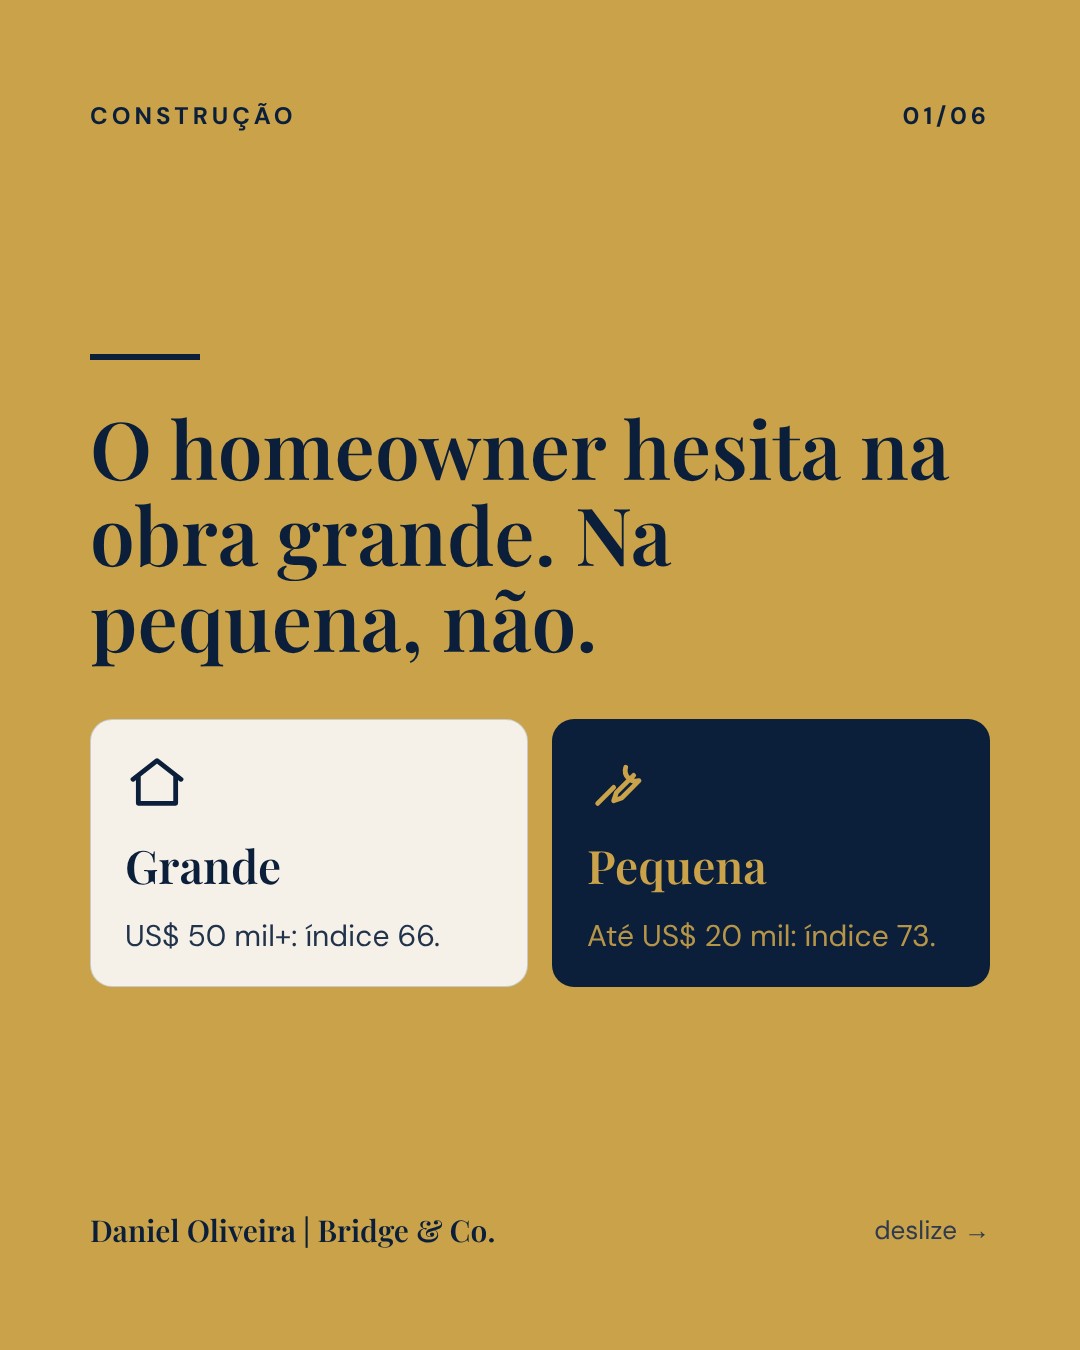 CONSTRUÇÃO
01/06
O homeowner hesita na
obra grande. Na
pequena, não.
Grande
US$ 50 mil+: índice 66.
Pequena
Até US$ 20 mil: índice 73.
Daniel Oliveira | Bridge & Co.
deslize →